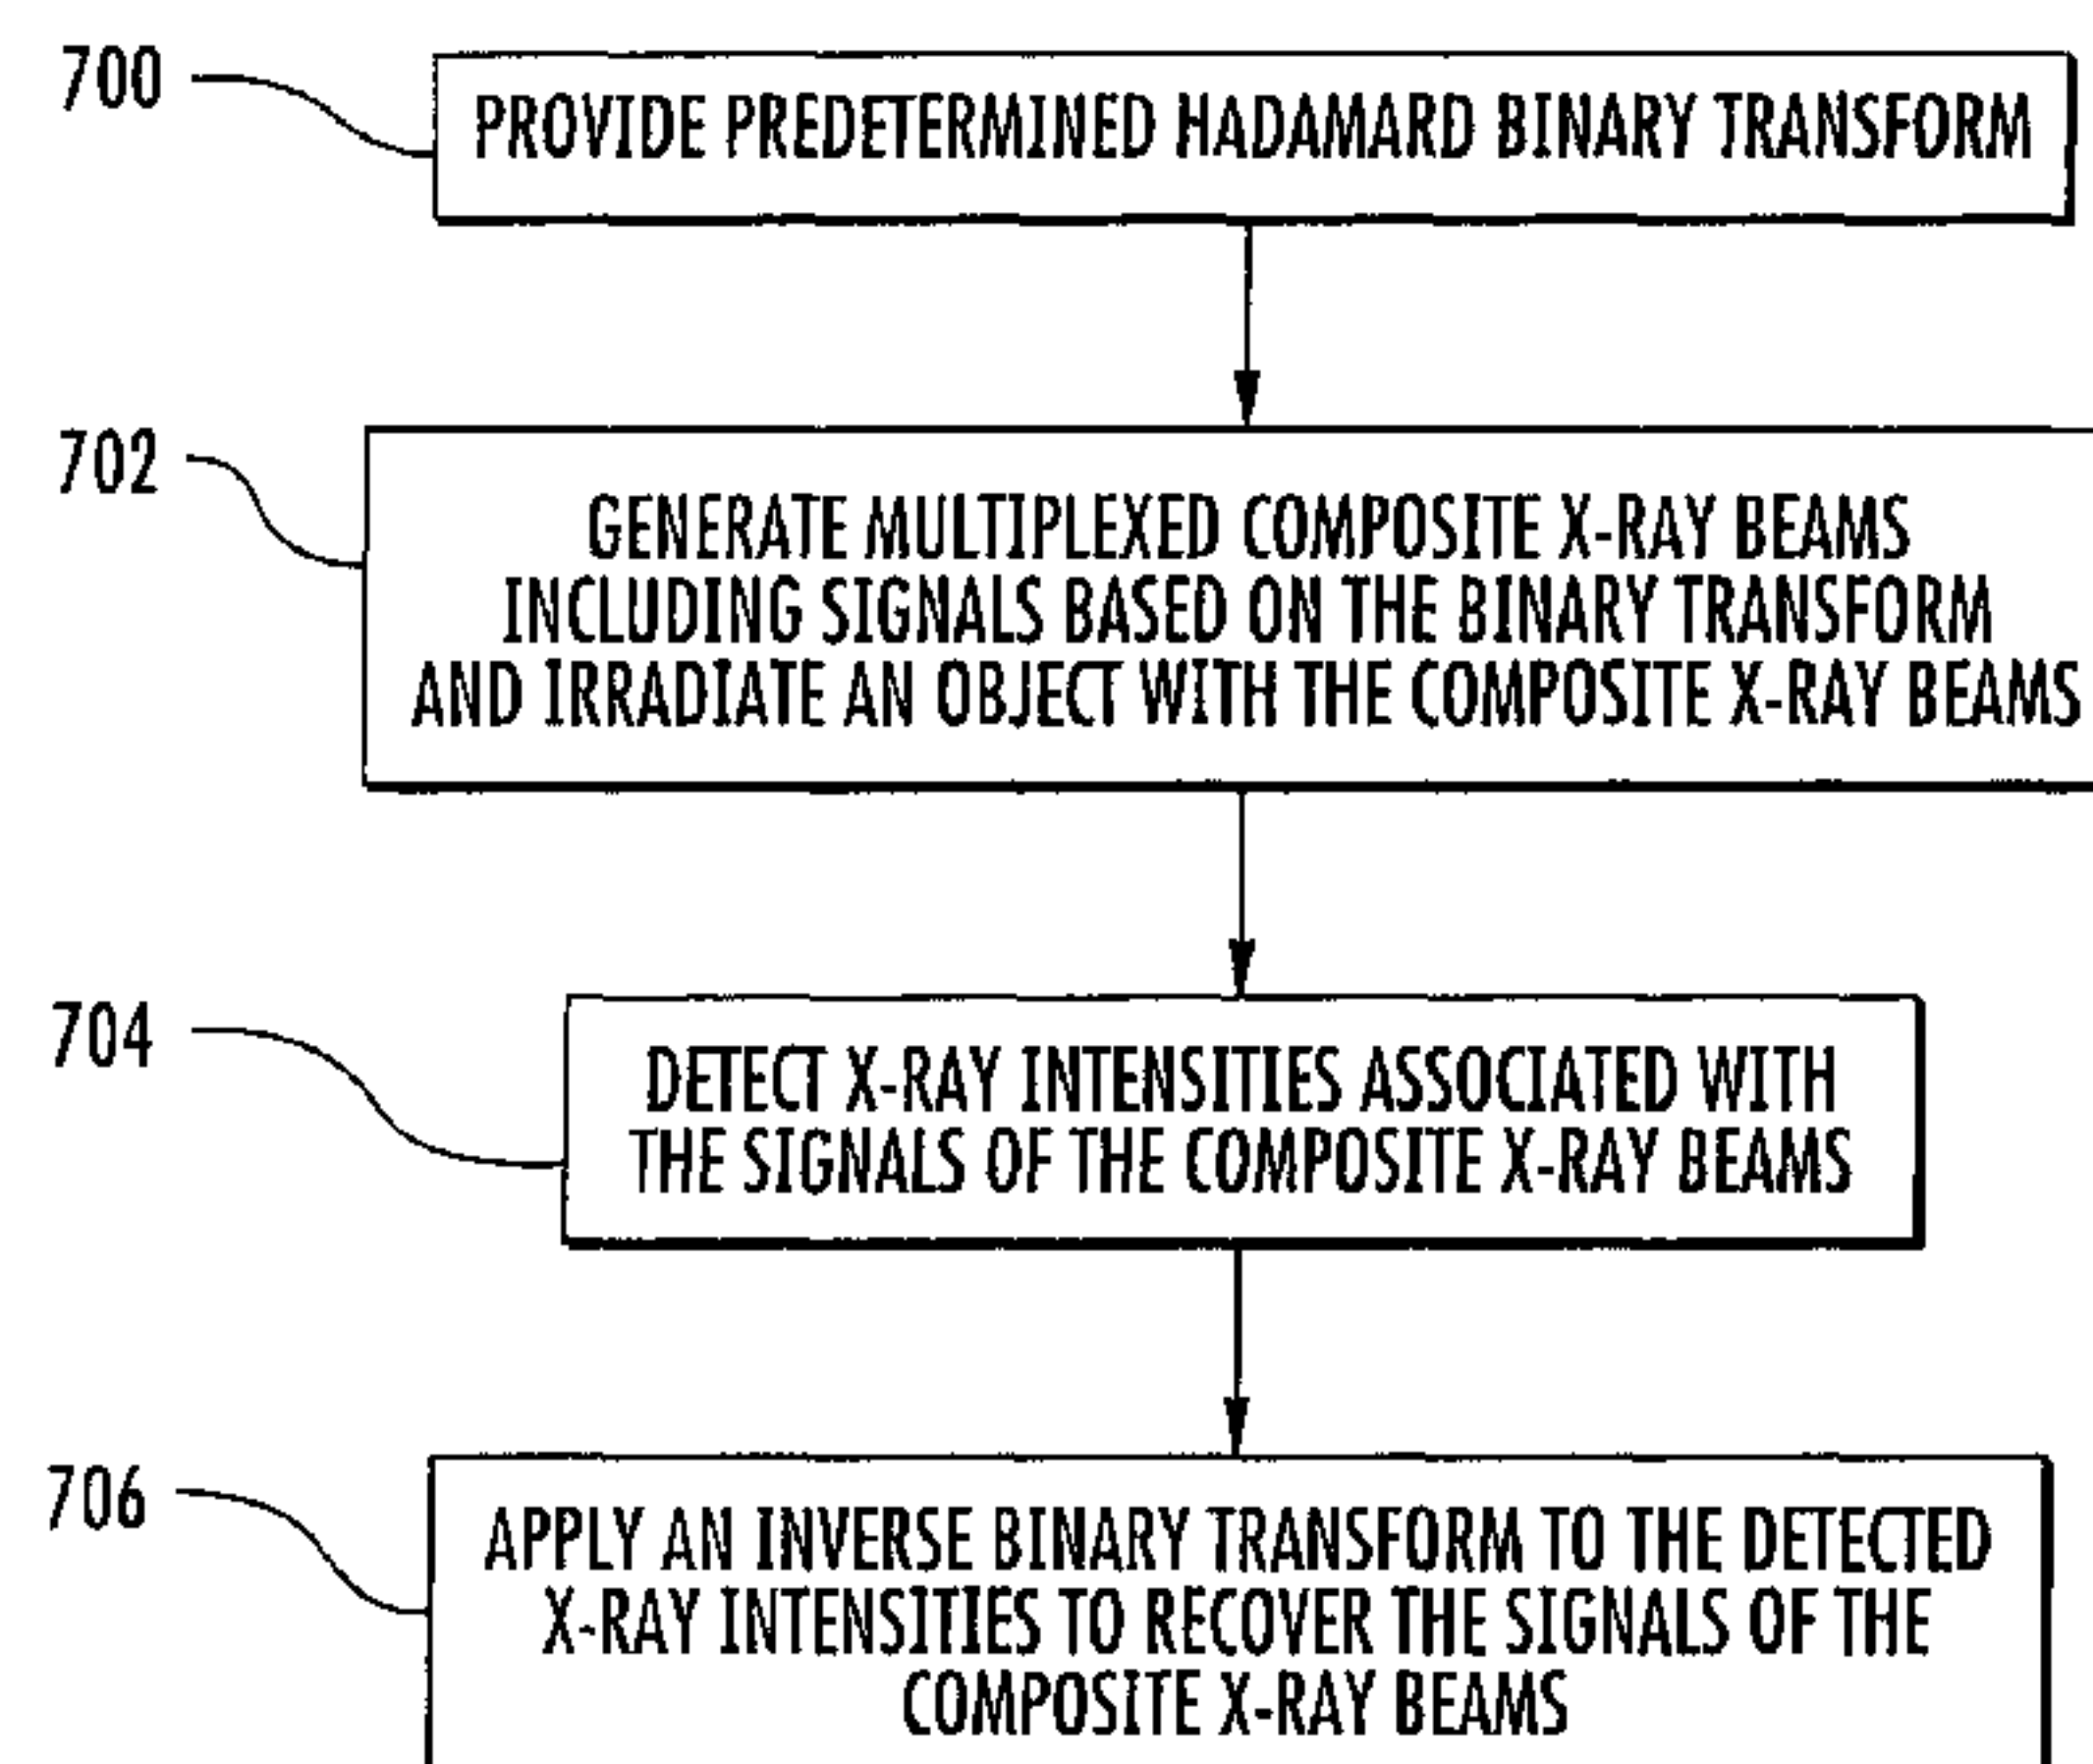 700
PROVIDE PREDETERMINED HADAMARD BINARY TRANSFORM
702
GENERATE MULTIPLEXED COMPOSITE X-RAY BEAMS
INCLUDING SIGNALS BASED ON THE BINARY TRANSFORM
AND IRRADIATE AN OBJECT WITH THE COMPOSITE X-RAY BEAMS
704
DETECT X-RAY INTENSITIES ASSOCIATED WITH
THE SIGNALS OF THE COMPOSITE X-RAY BEAMS
706
APPLY AN INVERSE BINARY TRANSFORM TO THE DETECTED
X-RAY INTENSITIES TO RECOVER THE SIGNALS OF THE
COMPOSITE X-RAY BEAMS